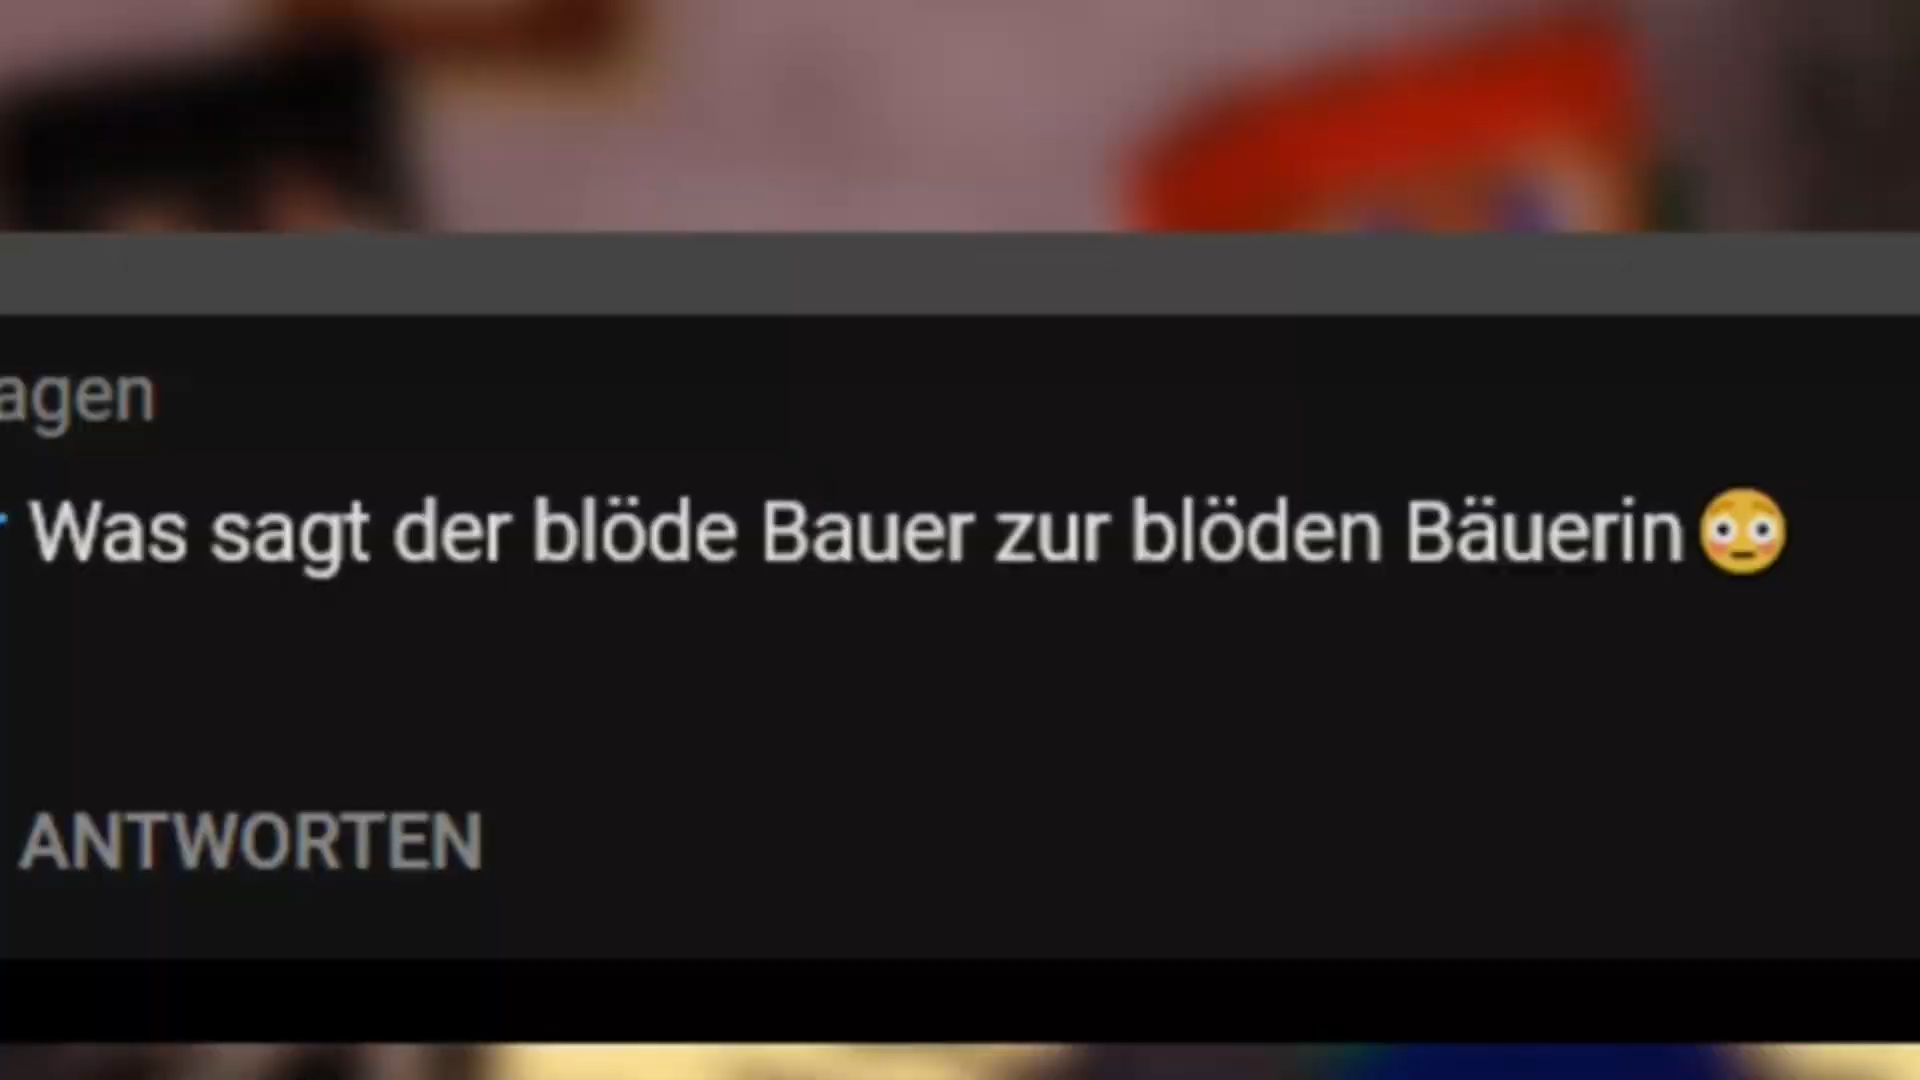 agen
Was sagt der blöde Bauer zur blöden Bäuerin😳
ANTWORTEN